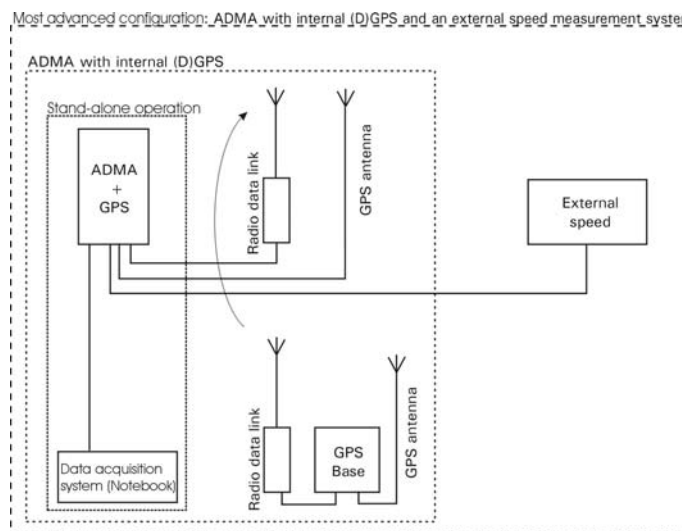 Most advanced configuration: ADMA with internal (D)GPS and an external speed measurement system
ADMA with internal (D)GPS
Stand-alone operation
ADMA
+
GPS
Radio data link
GPS antenna
External
speed
Radio data link
GPS
Base
GPS antenna
Data acquisition
system (Notebook)